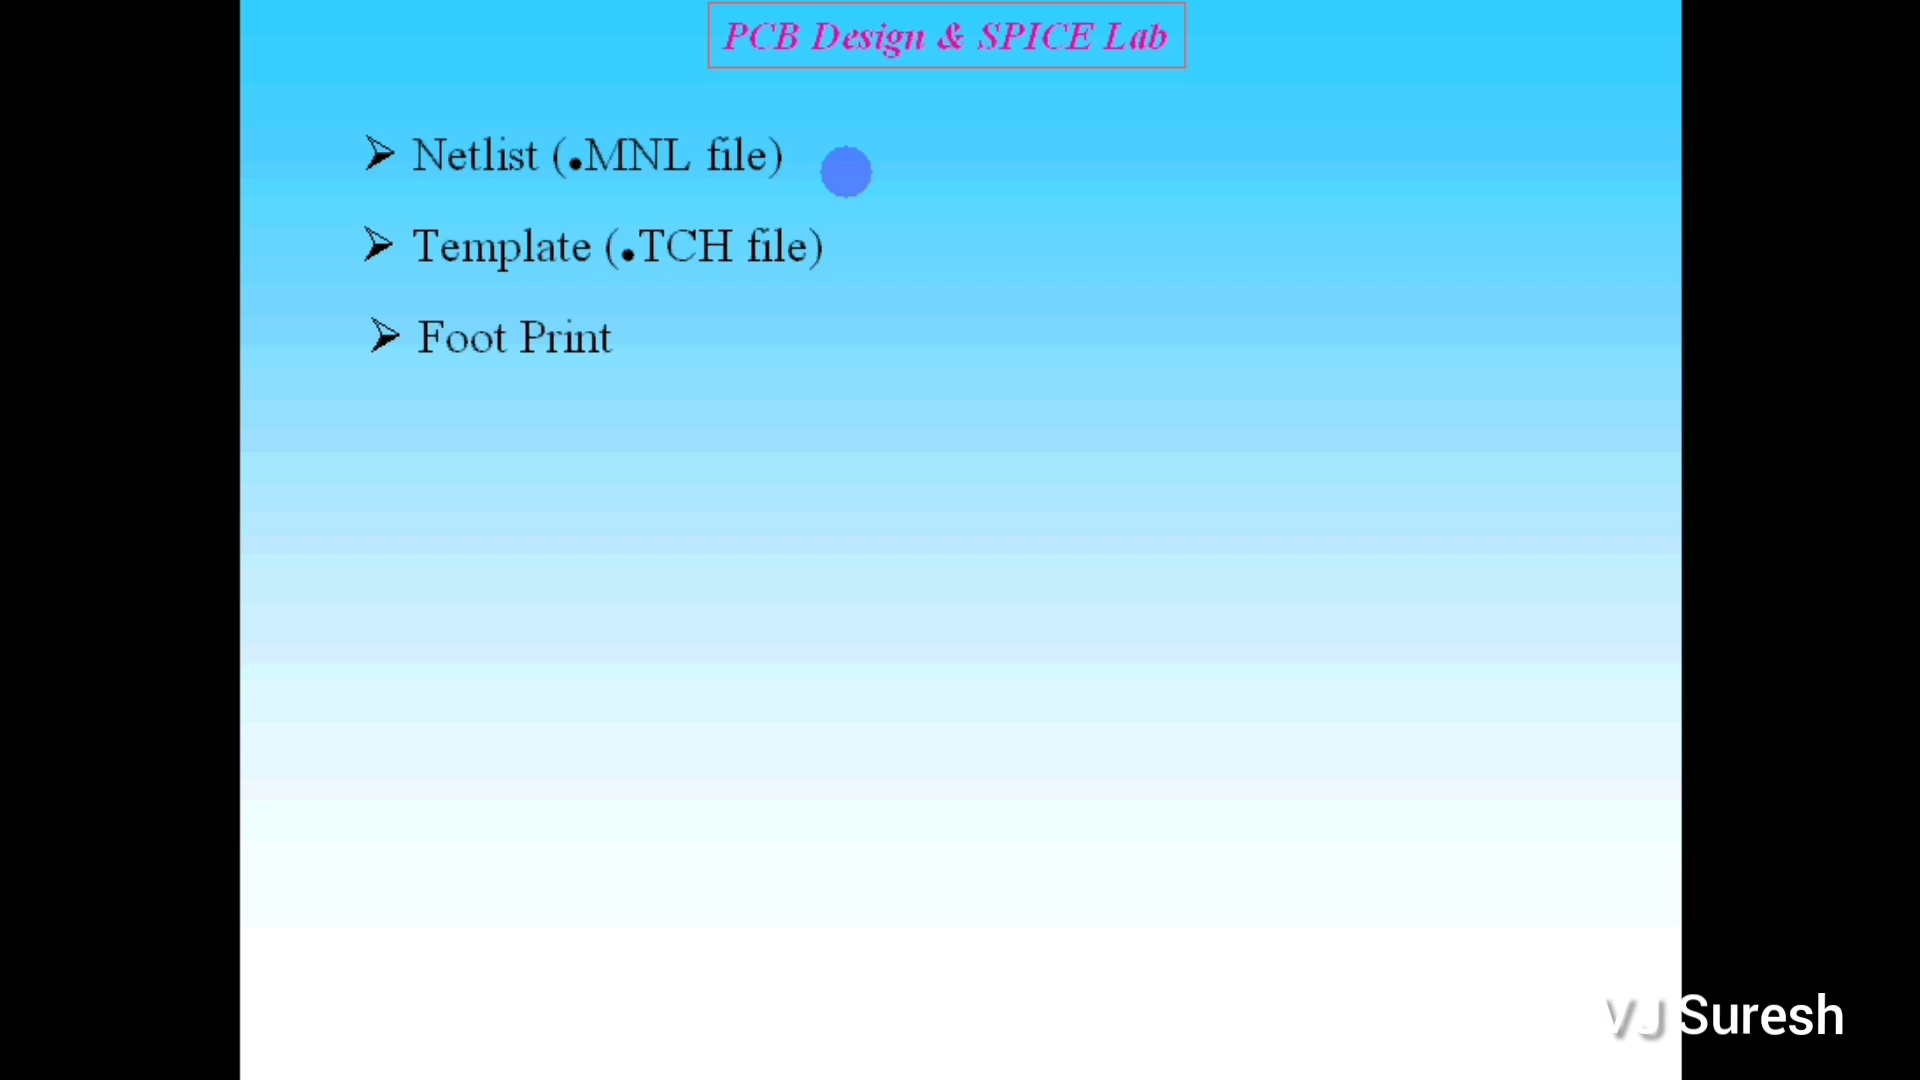 PCB Design & SPICE Lab
➢ Netlist (.MNL file)
➢ Template (.TCH file)
➢ Foot Print
VJ Suresh